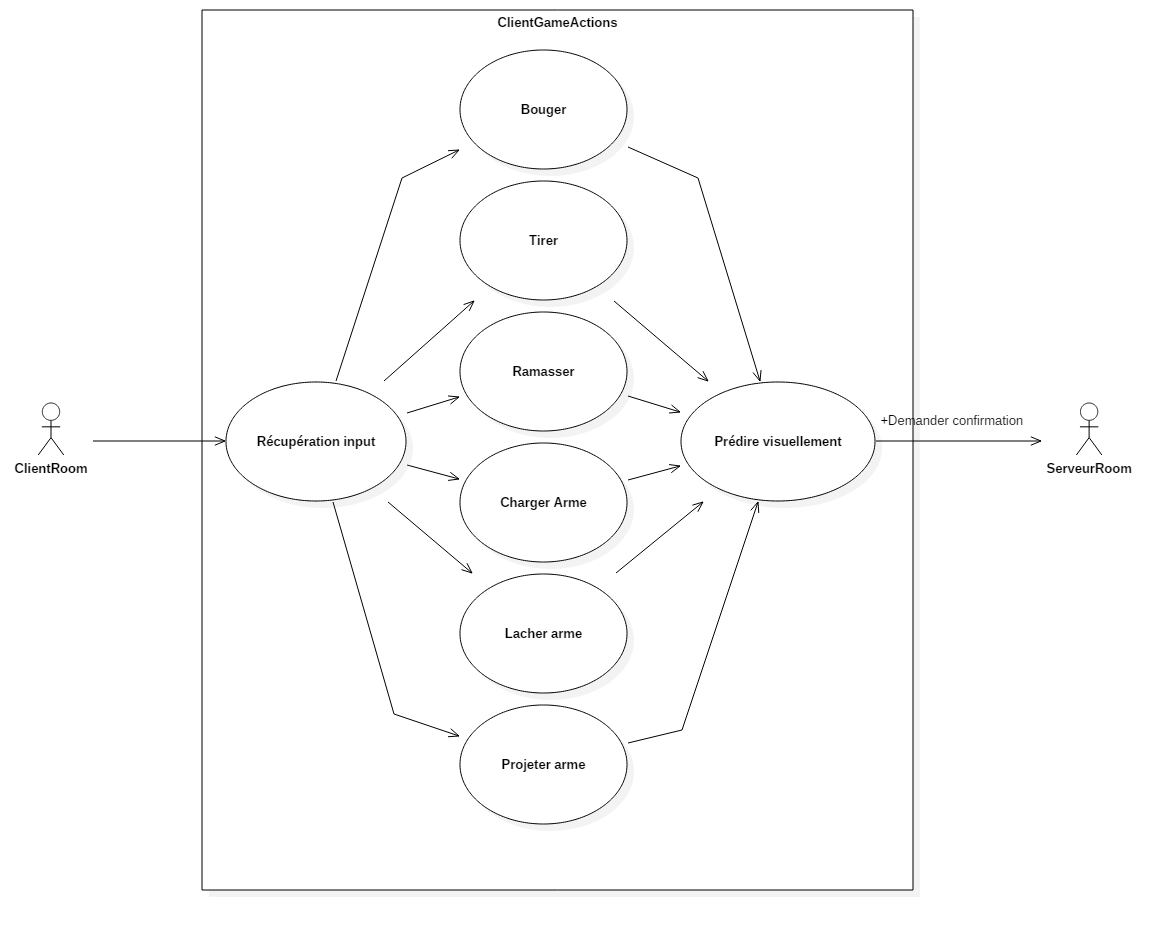 ClientGameActions
Bouger
Tirer
Ramasser
Récupération input
Prédire visuellement
+Demander confirmation
ClientRoom
ServeurRoom
Charger Arme
Lacher arme
Projeter arme